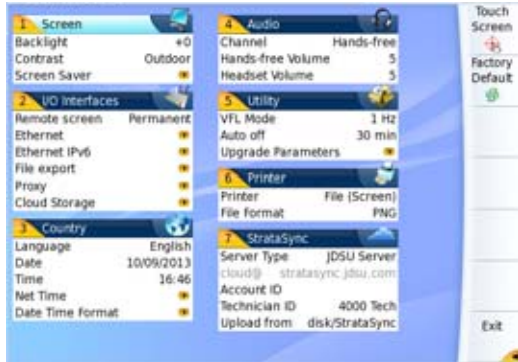 1 Screen
Backlight +0
Contrast Outdoor
Screen Saver
2 I/O Interfaces
Remote screen Permanent
Ethernet
Ethernet IPv6
File export
Proxy
Cloud Storage
3 Country
Language English
Date 10/09/2013
Time 16:46
Net Time
Date Time Format
4 Audio
Channel Hands-free
Hands-free Volume 5
Headset Volume 5
5 Utility
VFL Mode 1 Hz
Auto off 30 min
Upgrade Parameters
6 Printer
Printer File (Screen)
File Format PNG
7 StrataSync
Server Type JDSU Server
cloud@ stratasync.jdsu.com
Account ID
Technician ID 4000 Tech
Upload from disk/StrataSync
Touch
Screen
Factory
Default
Exit